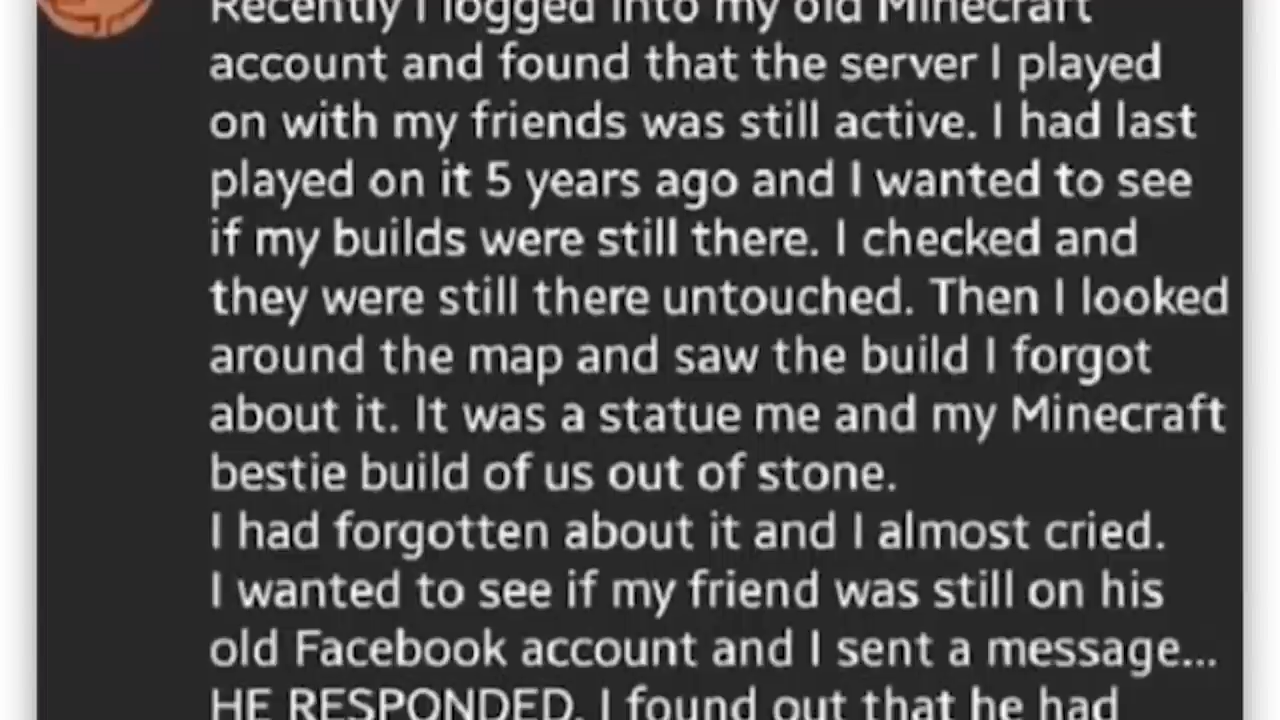 Recently I logged into my old Minecraft
account and found that the server I played
on with my friends was still active. I had last
played on it 5 years ago and I wanted to see
if my builds were still there. I checked and
they were still there untouched. Then I looked
around the map and saw the build I forgot
about it. It was a statue me and my Minecraft
bestie build of us out of stone.
I had forgotten about it and I almost cried.
I wanted to see if my friend was still on his
old Facebook account and I sent a message...
HE RESPONDED. I found out that he had